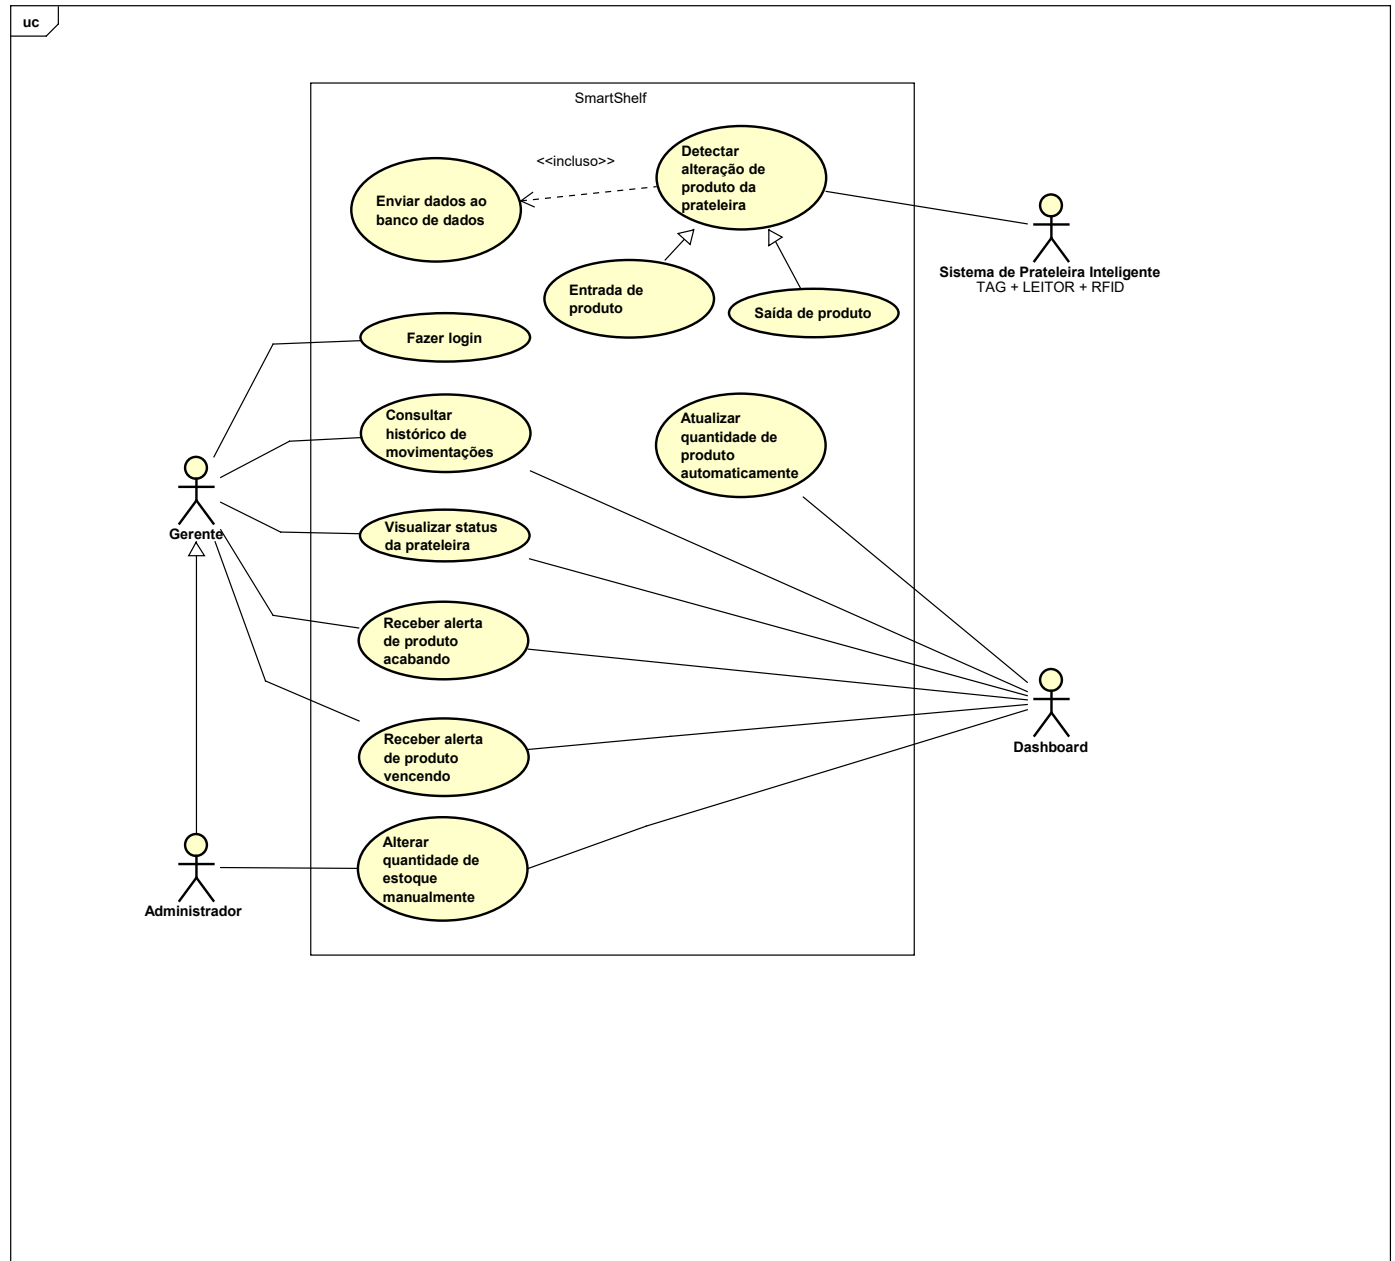 uc
SmartShelf
<<incluso>>
Detectar
alteração de
produto da
prateleira
Enviar dados ao
banco de dados
Sistema de Prateleira Inteligente
TAG + LEITOR + RFID
Entrada de
produto
Saída de produto
Fazer login
Consultar
histórico de
movimentações
Atualizar
quantidade de
produto
automaticamente
Gerente
Visualizar status
da prateleira
Receber alerta
de produto
acabando
Receber alerta
de produto
vencendo
Dashboard
Alterar
quantidade de
estoque
manualmente
Administrador